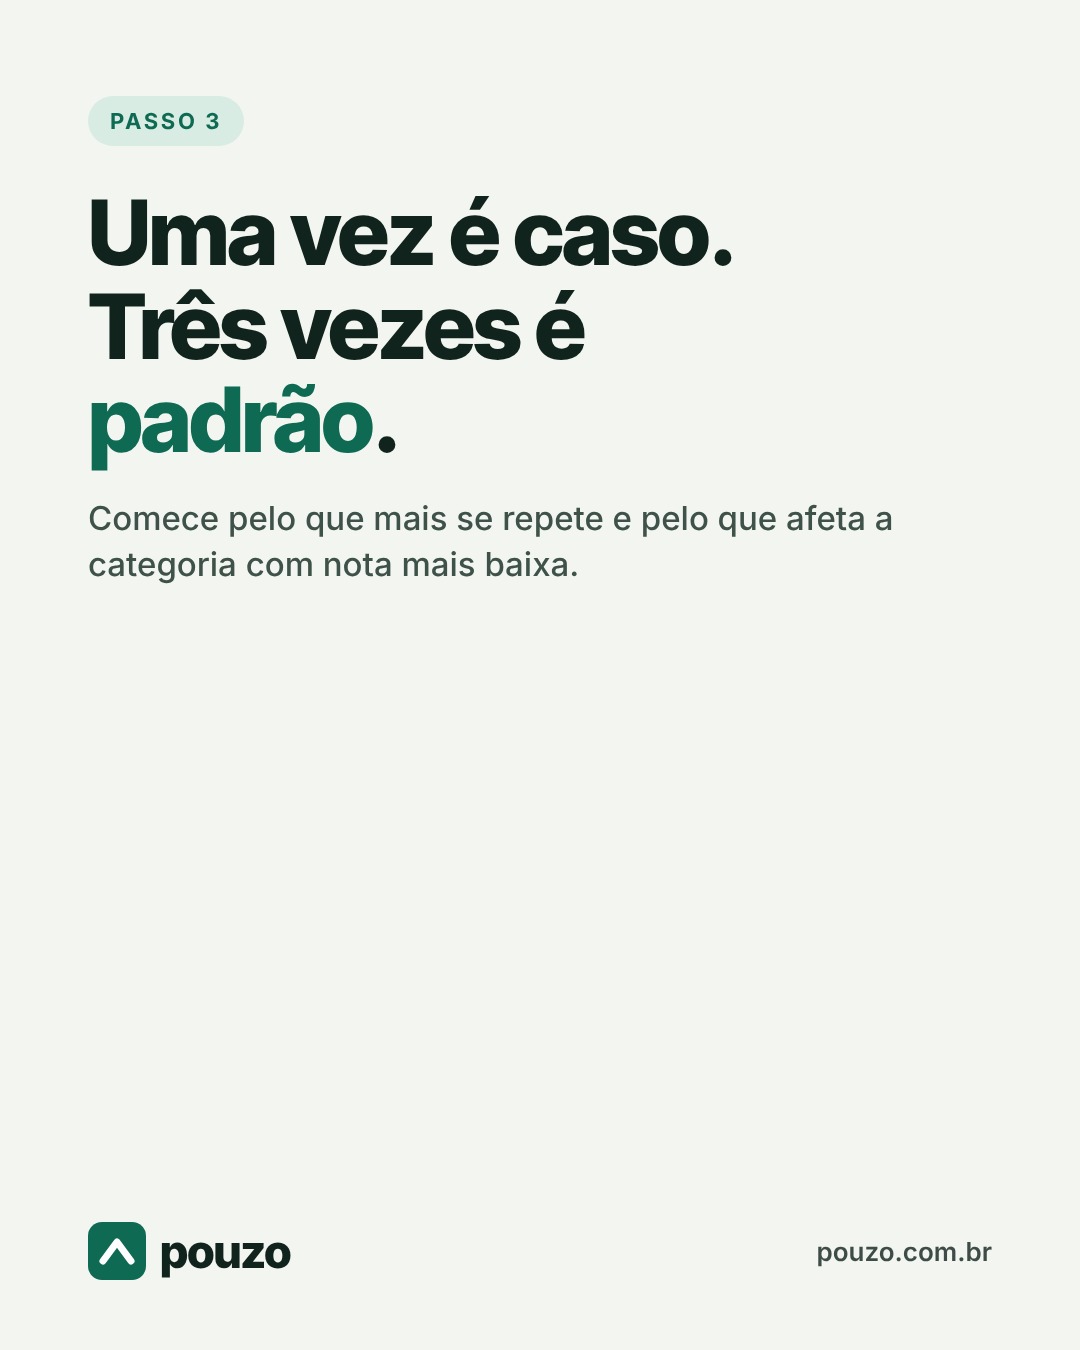 PASSO 3
Uma vez é caso.
Três vezes é
padrão.
Comece pelo que mais se repete e pelo que afeta a
categoria com nota mais baixa.
pouzo
pouzo.com.br